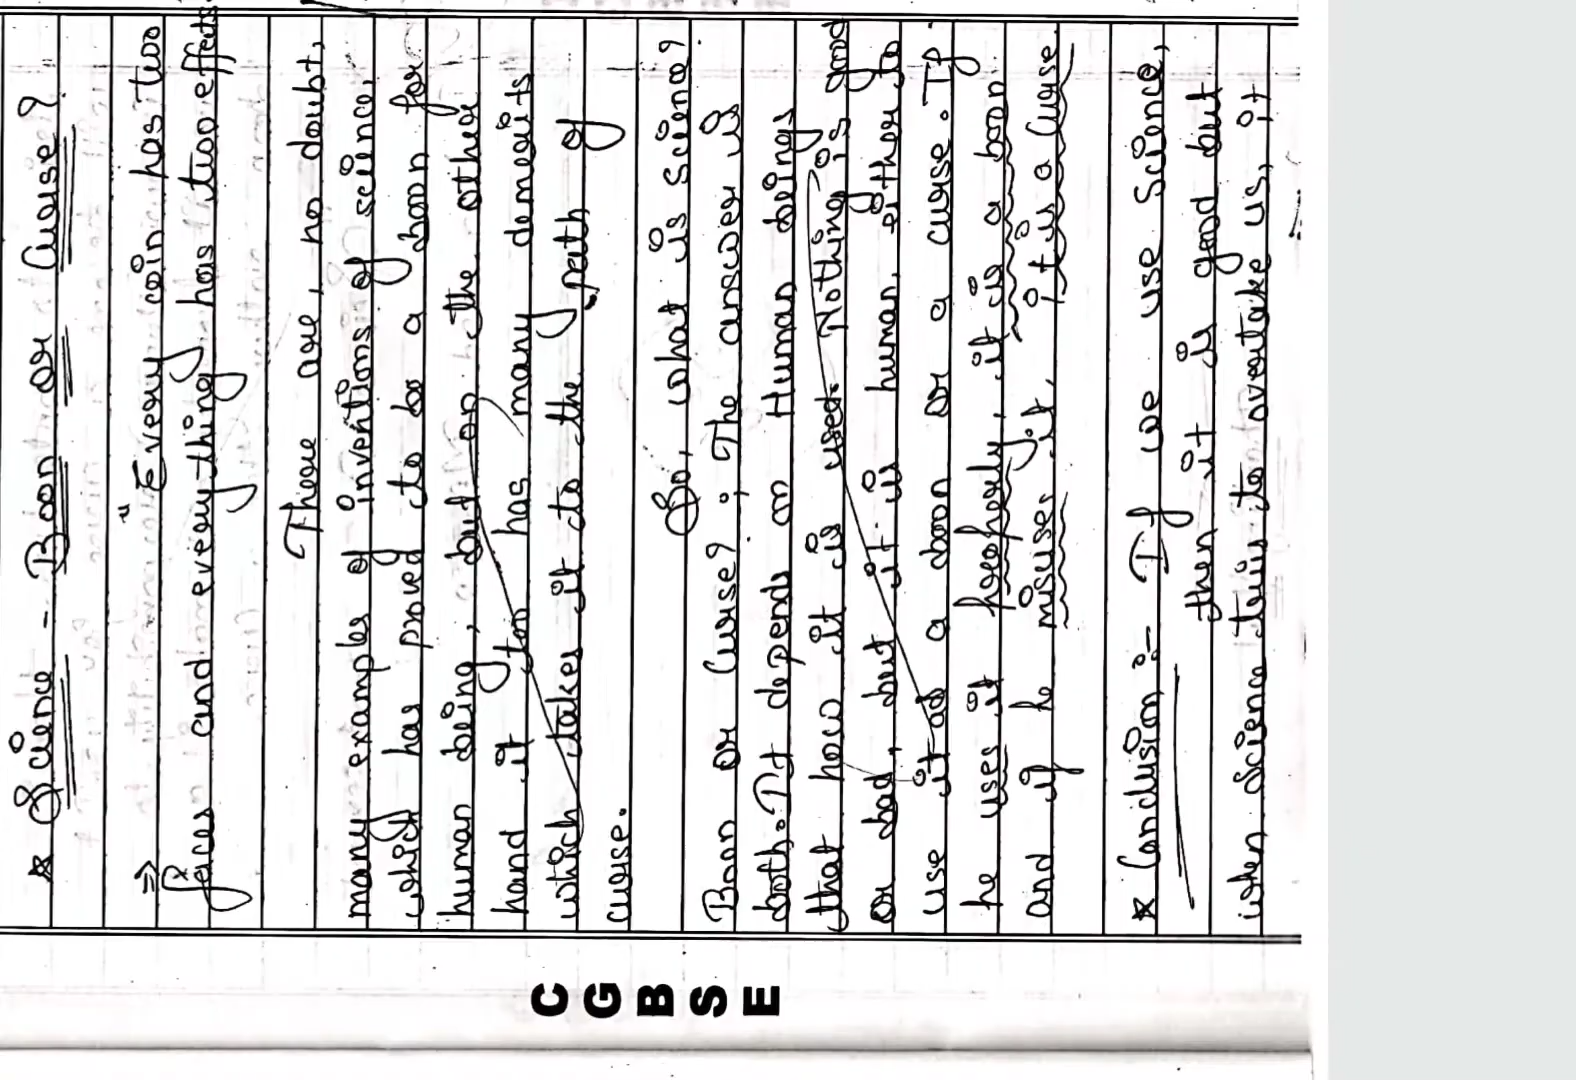 * Science - Boon or Curse?
⇒ " Every coin has two
faces and everything has two effects.
There are, no doubt,
many examples of inventions of science,
which has proved to be a boon for
human being, but on the other
hand it too has many demerits
which takes it to the path of
curse.
So, what is Science?
Boon or Curse? ; The answer is
both. It depends on Human beings
that how it is used. Nothing is good
or bad, but it is human, either to
use it as a boon or a curse. If
he uses it properly, it is a boon
and if he misuses it, it is a Curse.
* Conclusion :- If we use Science,
then it is good but
when Science tries to overtake us, it
CGBSE